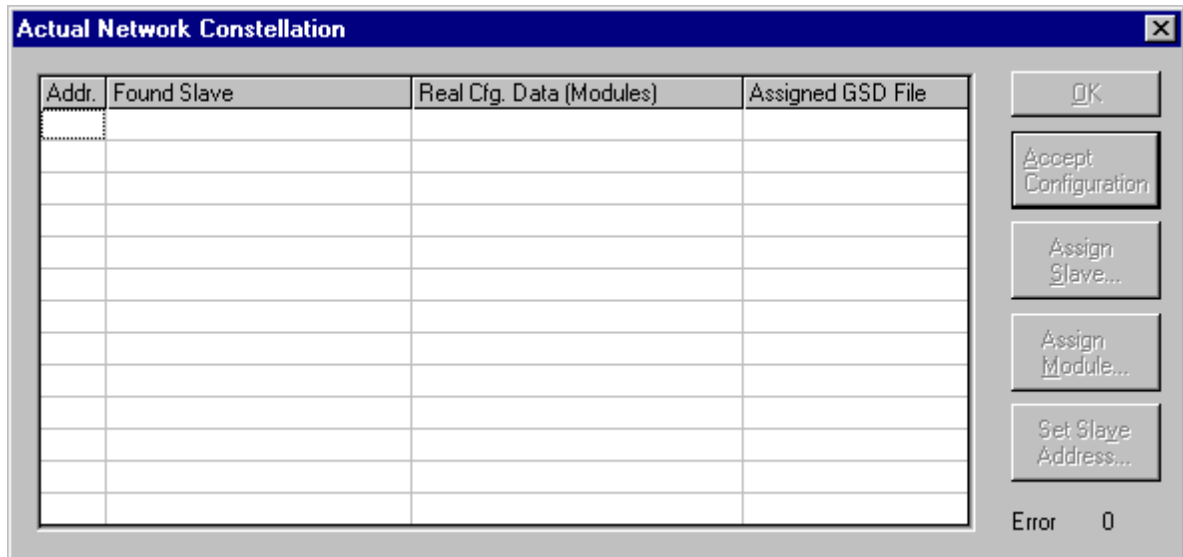 Actual Network Constellation
Addr. Found Slave Real Cfg. Data (Modules) Assigned GSD File
OK
Accept
Configuration
Assign
Slave...
Assign
Module...
Set Slave
Address...
Error 0